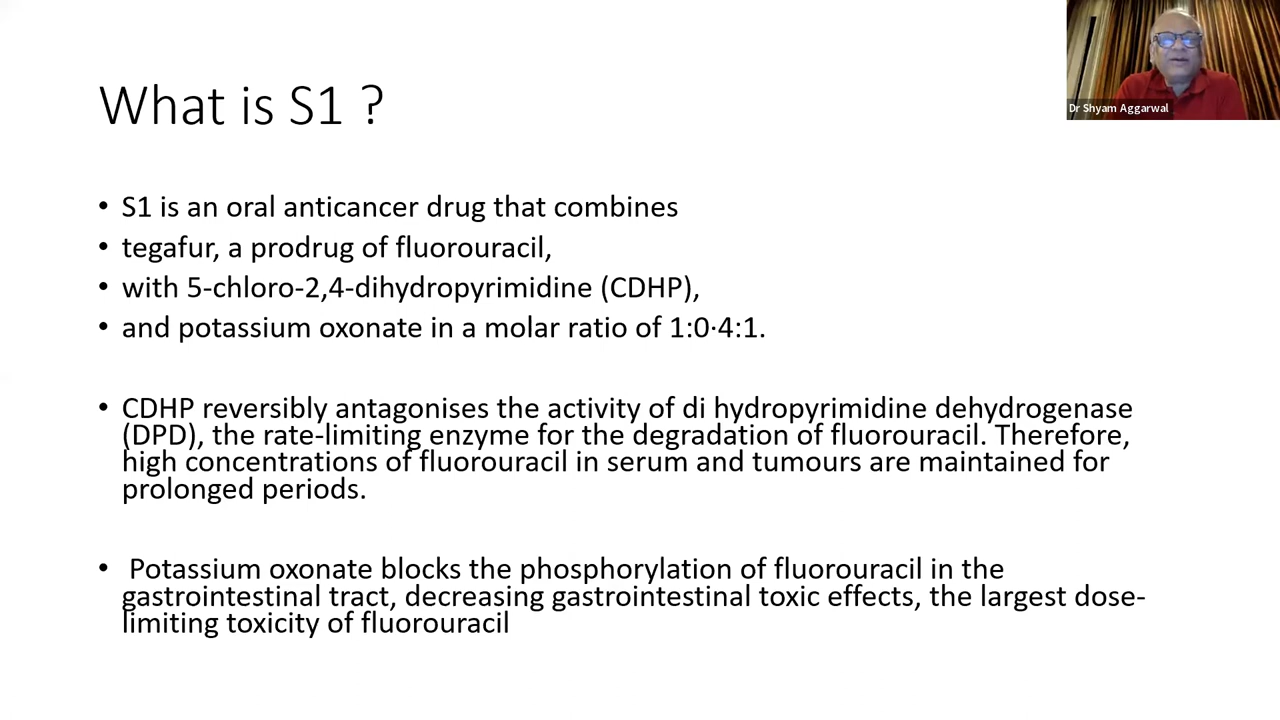 Dr Shyam Aggarwal
What is S1 ?
• S1 is an oral anticancer drug that combines
• tegafur, a prodrug of fluorouracil,
• with 5-chloro-2,4-dihydropyrimidine (CDHP),
• and potassium oxonate in a molar ratio of 1:0·4:1.
• CDHP reversibly antagonises the activity of di hydropyrimidine dehydrogenase
(DPD), the rate-limiting enzyme for the degradation of fluorouracil. Therefore,
high concentrations of fluorouracil in serum and tumours are maintained for
prolonged periods.
• Potassium oxonate blocks the phosphorylation of fluorouracil in the
gastrointestinal tract, decreasing gastrointestinal toxic effects, the largest dose-
limiting toxicity of fluorouracil